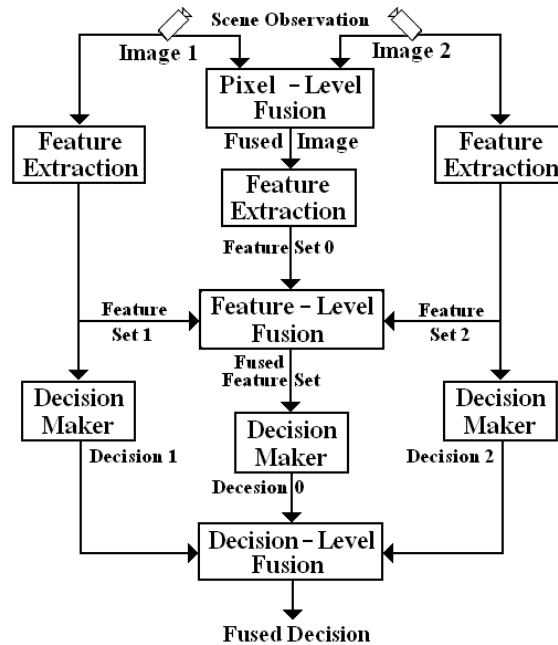 Scene Observation
Image 1
Image 2
Pixel - Level
Fusion
Fused Image
Feature
Extraction
Feature
Extraction
Feature
Extraction
Feature Set 0
Feature
Set 1
Feature - Level
Fusion
Feature
Set 2
Fused
Feature Set
Decision
Maker
Decision
Maker
Decision
Maker
Decision 1
Decesion 0
Decision 2
Decision - Level
Fusion
Fused Decision